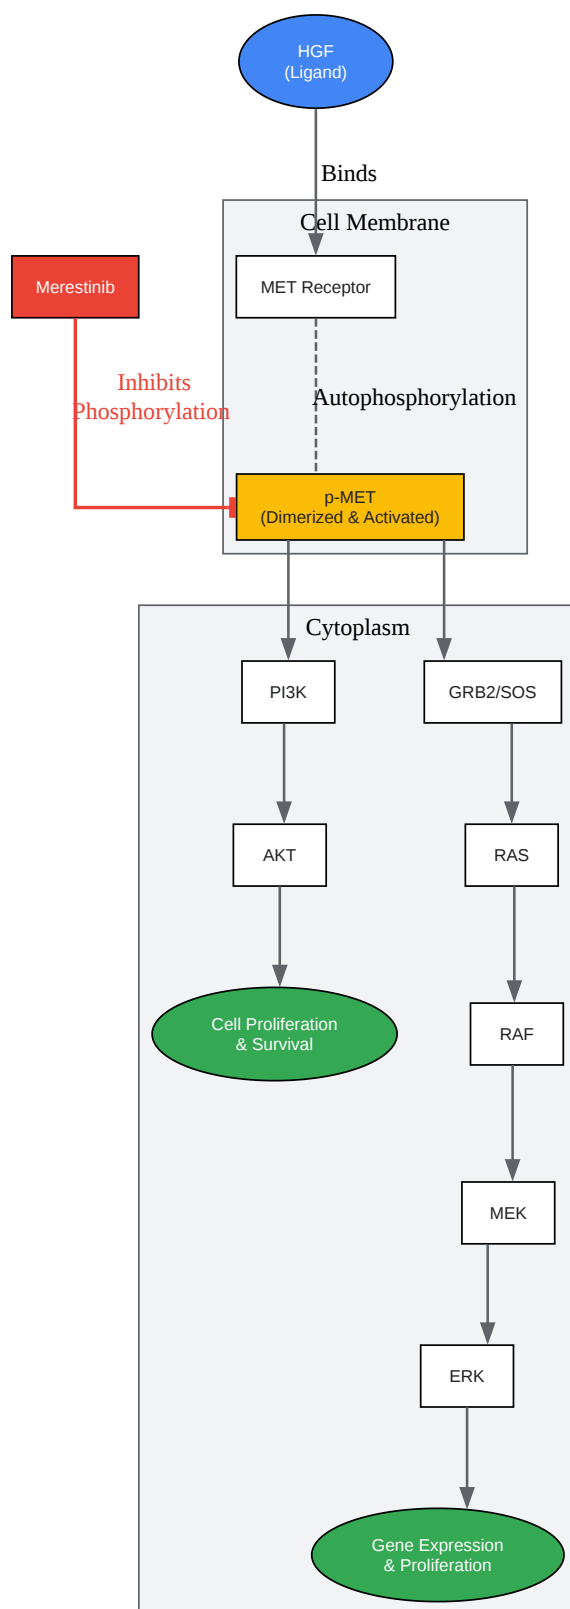 HGF
(Ligand)
Binds
Cell Membrane
Merestinib
MET Receptor
Inhibits
Phosphorylation
Autophosphorylation
p-MET
(Dimerized & Activated)
Cytoplasm
PI3K
GRB2/SOS
AKT
RAS
Cell Proliferation
& Survival
RAF
MEK
ERK
Gene Expression
& Proliferation